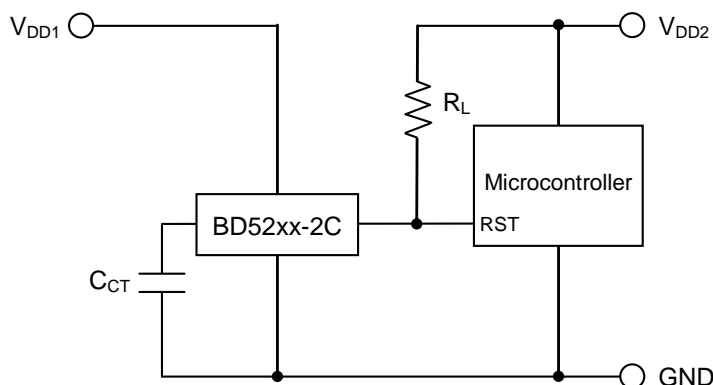 VDD1
VDD2
RL
Microcontroller
BD52xx-2C
RST
CCT
GND